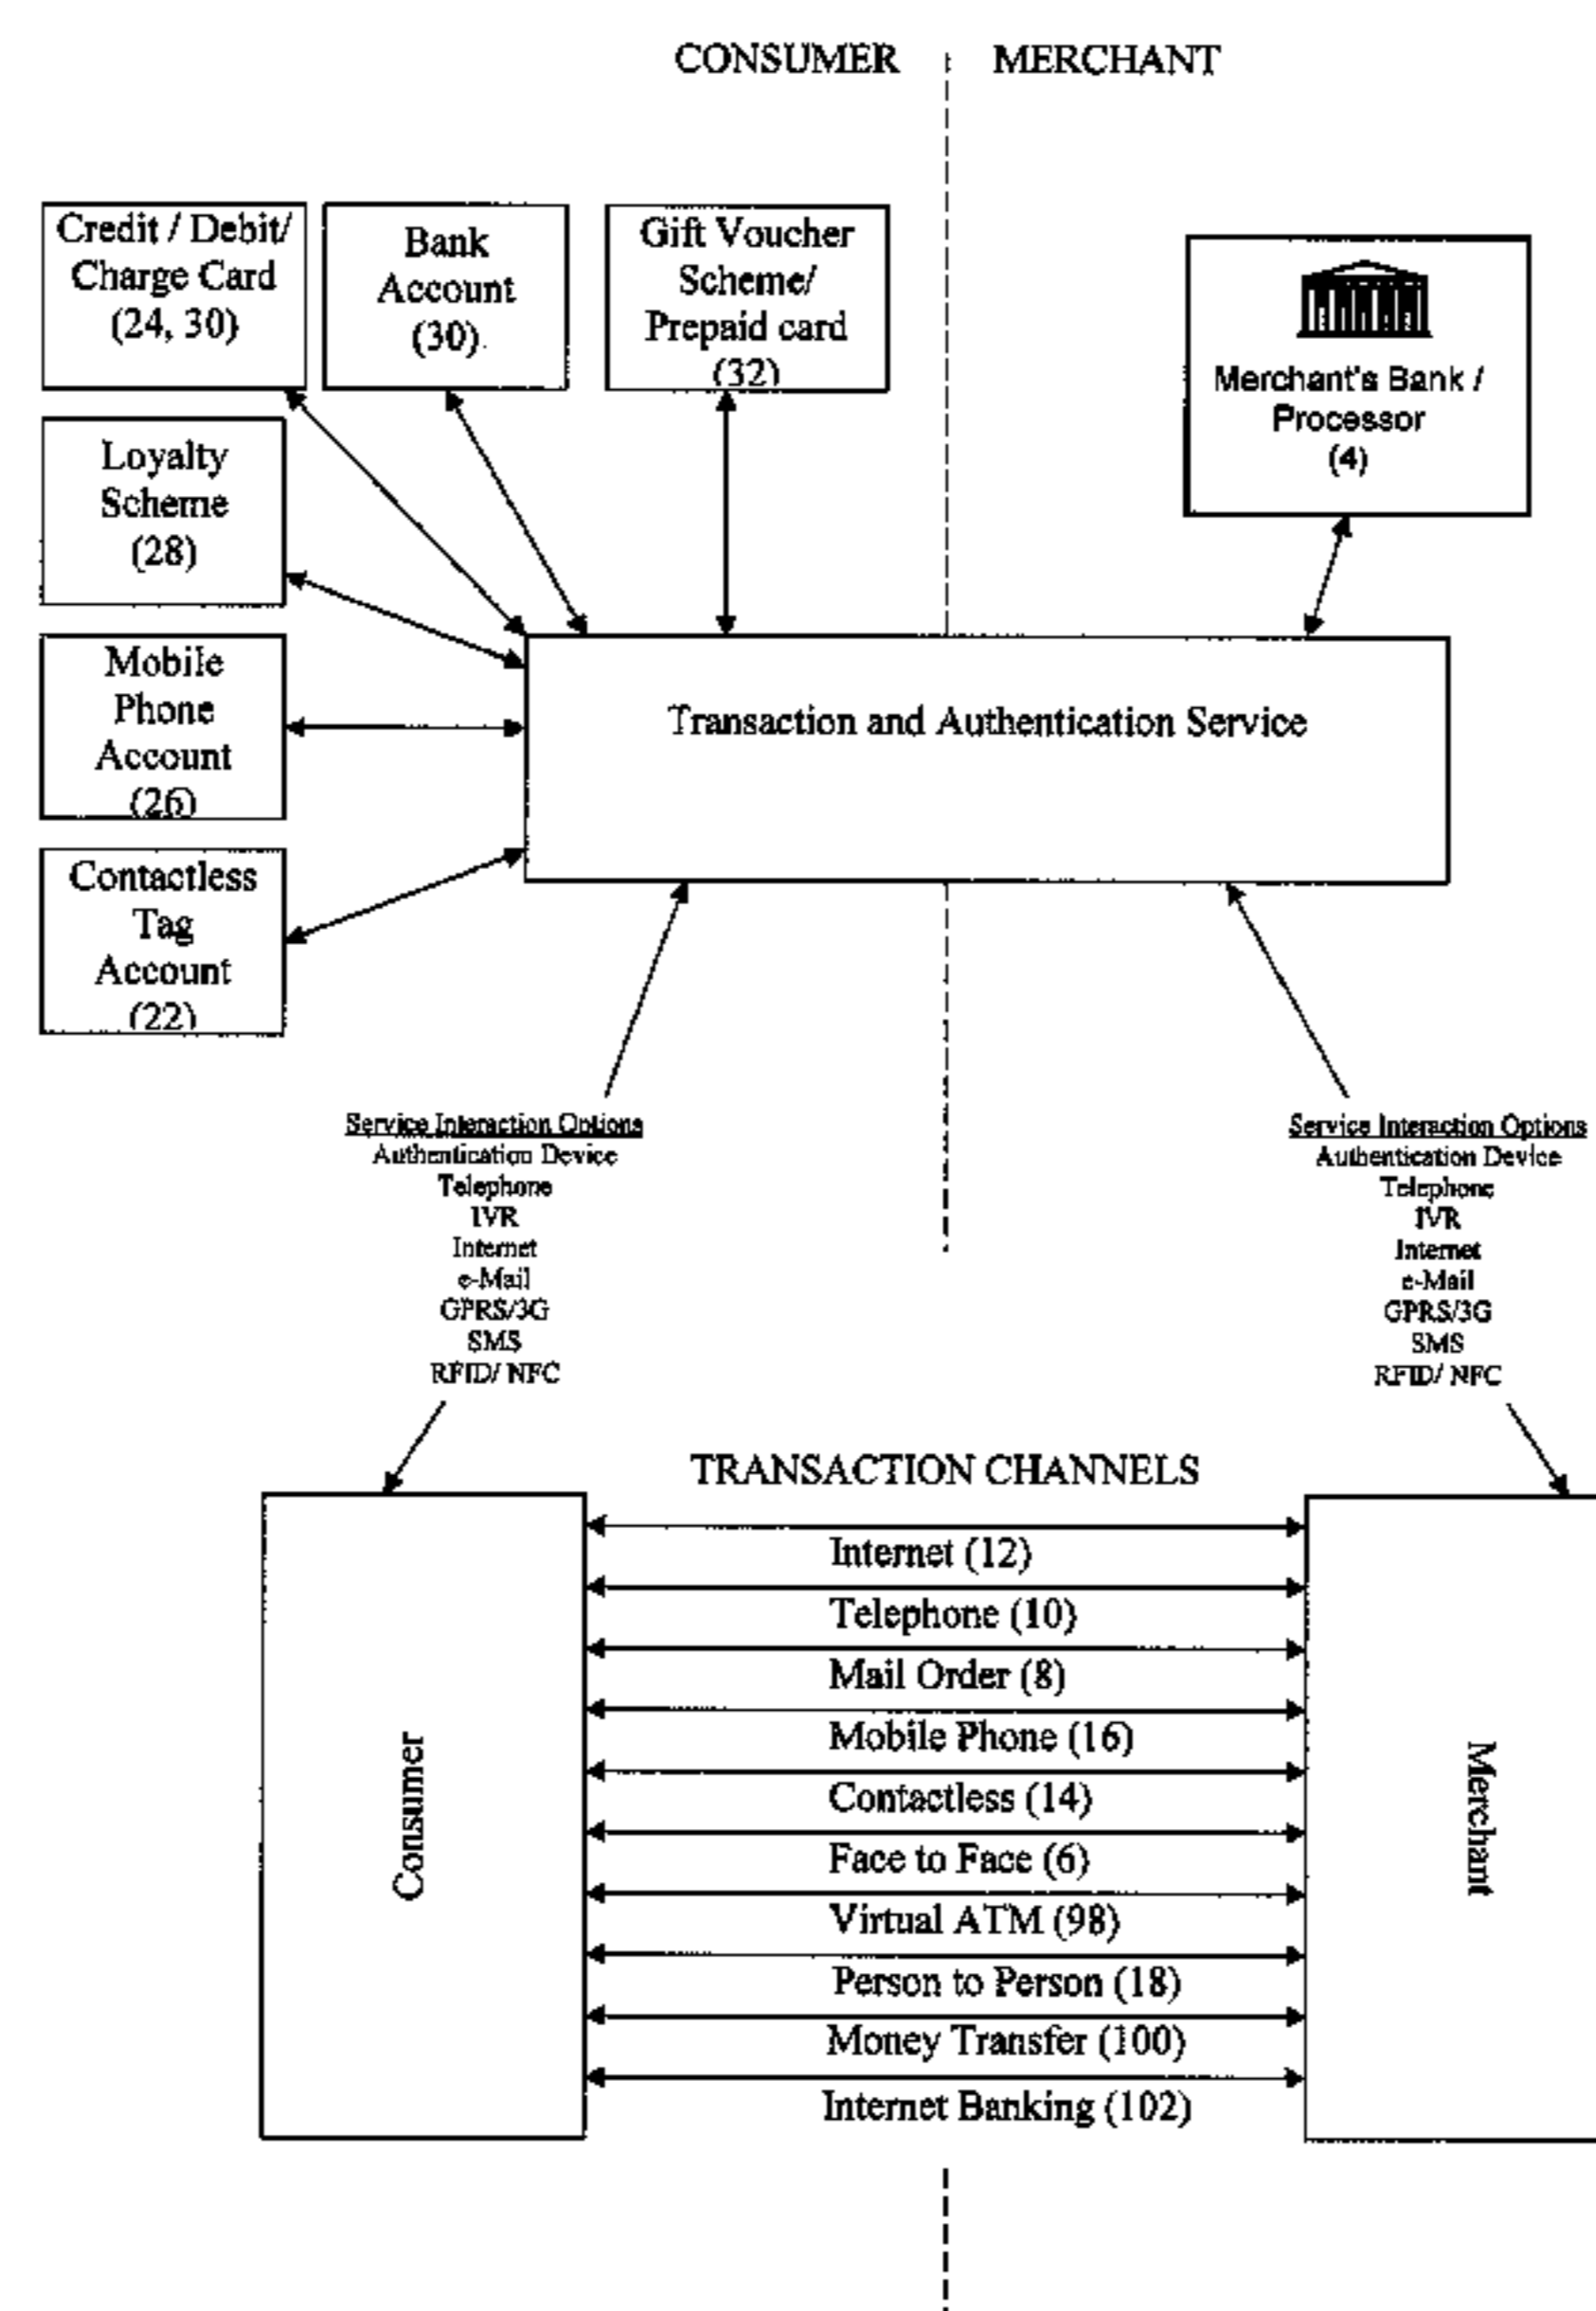 CONSUMER
MERCHANT
Credit / Debit/
Charge Card
(24, 30)
Bank
Account
(30)
Gift Voucher
Scheme/
Prepaid card
(32)
Merchant's Bank /
Processor
(4)
Loyalty
Scheme
(28)
Mobile
Phone
Account
(26)
Contactless
Tag
Account
(22)
Transaction and Authentication Service
Service Interaction Options
Authentication Device
Telephone
IVR
Internet
e-Mail
GPRS/3G
SMS
RFID/ NFC
Service Interaction Options
Authentication Device
Telephone
IVR
Internet
e-Mail
GPRS/3G
SMS
RFID/ NFC
TRANSACTION CHANNELS
Consumer
Internet (12)
Telephone (10)
Mail Order (8)
Mobile Phone (16)
Contactless (14)
Face to Face (6)
Virtual ATM (98)
Person to Person (18)
Money Transfer (100)
Internet Banking (102)
Merchant